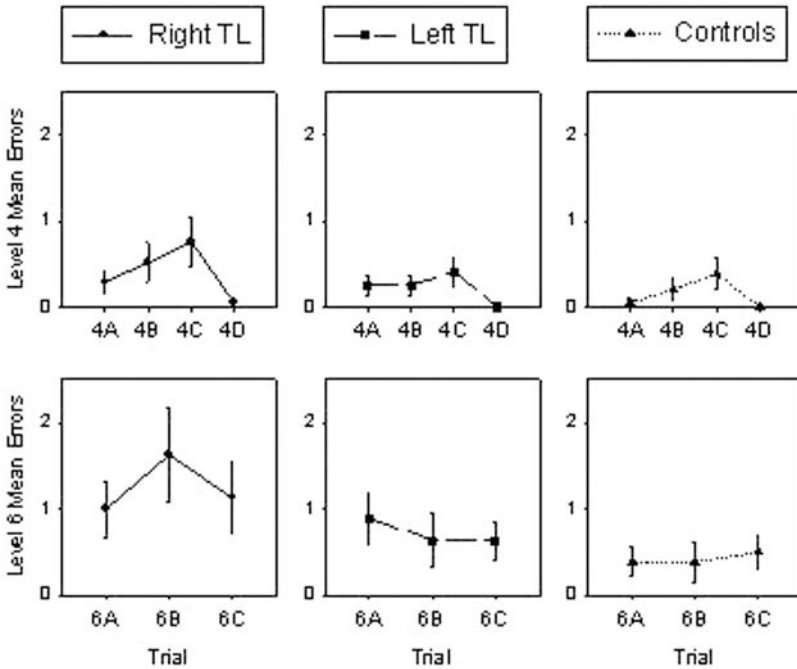 Right TL
Left TL
Controls
Level 4 Mean Errors
2
1
0
4A 4B 4C 4D
2
1
0
4A 4B 4C 4D
2
1
0
4A 4B 4C 4D
Level 6 Mean Errors
2
1
0
6A 6B 6C
Trial
2
1
0
6A 6B 6C
Trial
2
1
0
6A 6B 6C
Trial